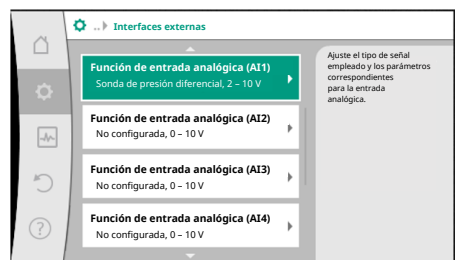 .. Interfaces externas
Función de entrada analógica (AI1)
Sonda de presión diferencial, 2 – 10 V
Función de entrada analógica (AI2)
No configurada, 0 – 10 V
Función de entrada analógica (AI3)
No configurada, 0 – 10 V
Función de entrada analógica (AI4)
No configurada, 0 – 10 V
Ajuste el tipo de señal
empleado y los parámetros
correspondientes
para la entrada
analógica.